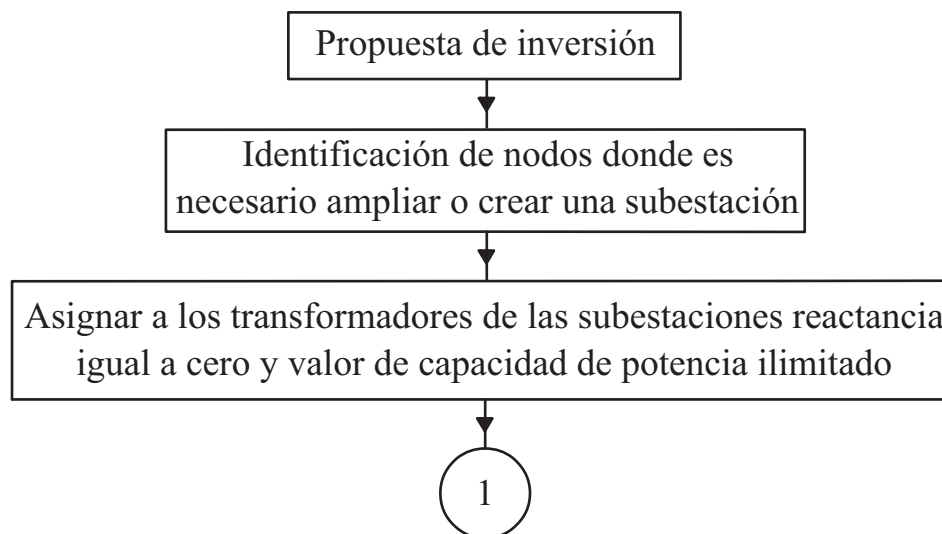 Propuesta de inversión
Identificación de nodos donde es
necesario ampliar o crear una subestación
Asignar a los transformadores de las subestaciones reactancia
igual a cero y valor de capacidad de potencia ilimitado
1